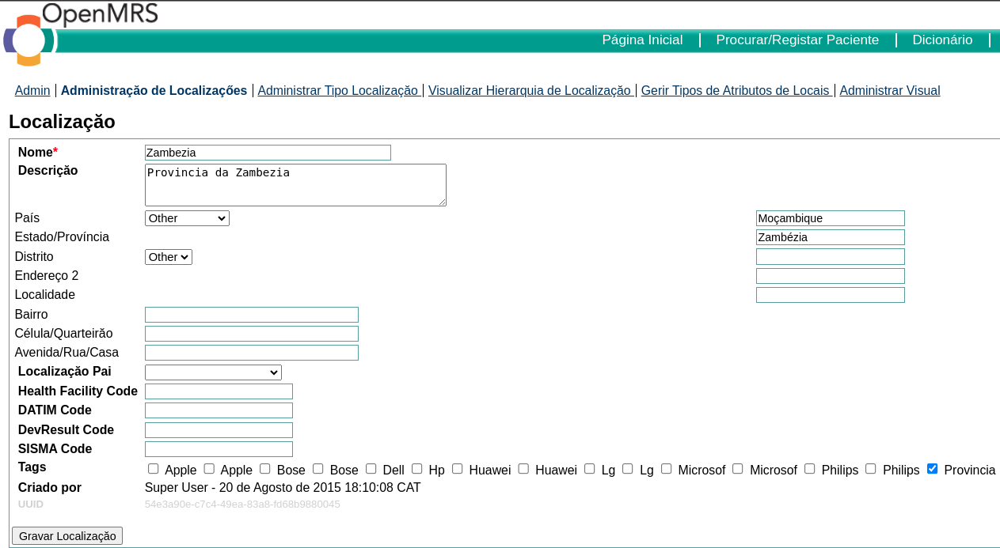 OpenMRS
Página Inicial Procurar/Registar Paciente Dicionário
Admin Administração de Localizações Administrar Tipo Localização Visualizar Hierarquia de Localização Gerir Tipos de Atributos de Locais Administrar Visual
Localização
Nome* Zambezia
Descrição Provincia da Zambezia
País Other Moçambique
Estado/Província Zambézia
Distrito Other
Endereço 2
Localidade
Bairro
Célula/Quarteirão
Avenida/Rua/Casa
Localização Pai
Health Facility Code
DATIM Code
DevResult Code
SISMA Code
Tags Apple Apple Bose Bose Dell Hp Huawei Huawei Lg Lg Microsof Microsof Philips Philips Provincia
Criado por Super User - 20 de Agosto de 2015 18:10:08 CAT
UUID 54e3a90e-c7c4-49ea-83a8-fd68b9880045
Gravar Localização